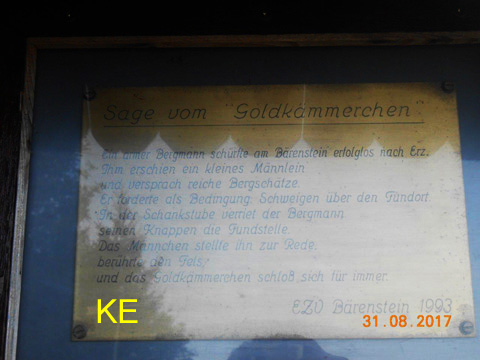 Sage vom "Goldkämmerchen".
Ein armer Bergmann schürfte am Bärenstein erfolglos nach Erz.
Ihm erschien ein kleines Männlein
und versprach reiche Bergschätze.
Er forderte als Bedingung: Schweigen über den Fundort.
In der Schankstube verriet der Bergmann
seinen Knappen die Fundstelle.
Das Männchen stellte ihn zur Rede,
berührte den Fels,
und das Goldkämmerchen schloß sich für immer.
EZV Bärenstein 1993
KE
31.08.2017